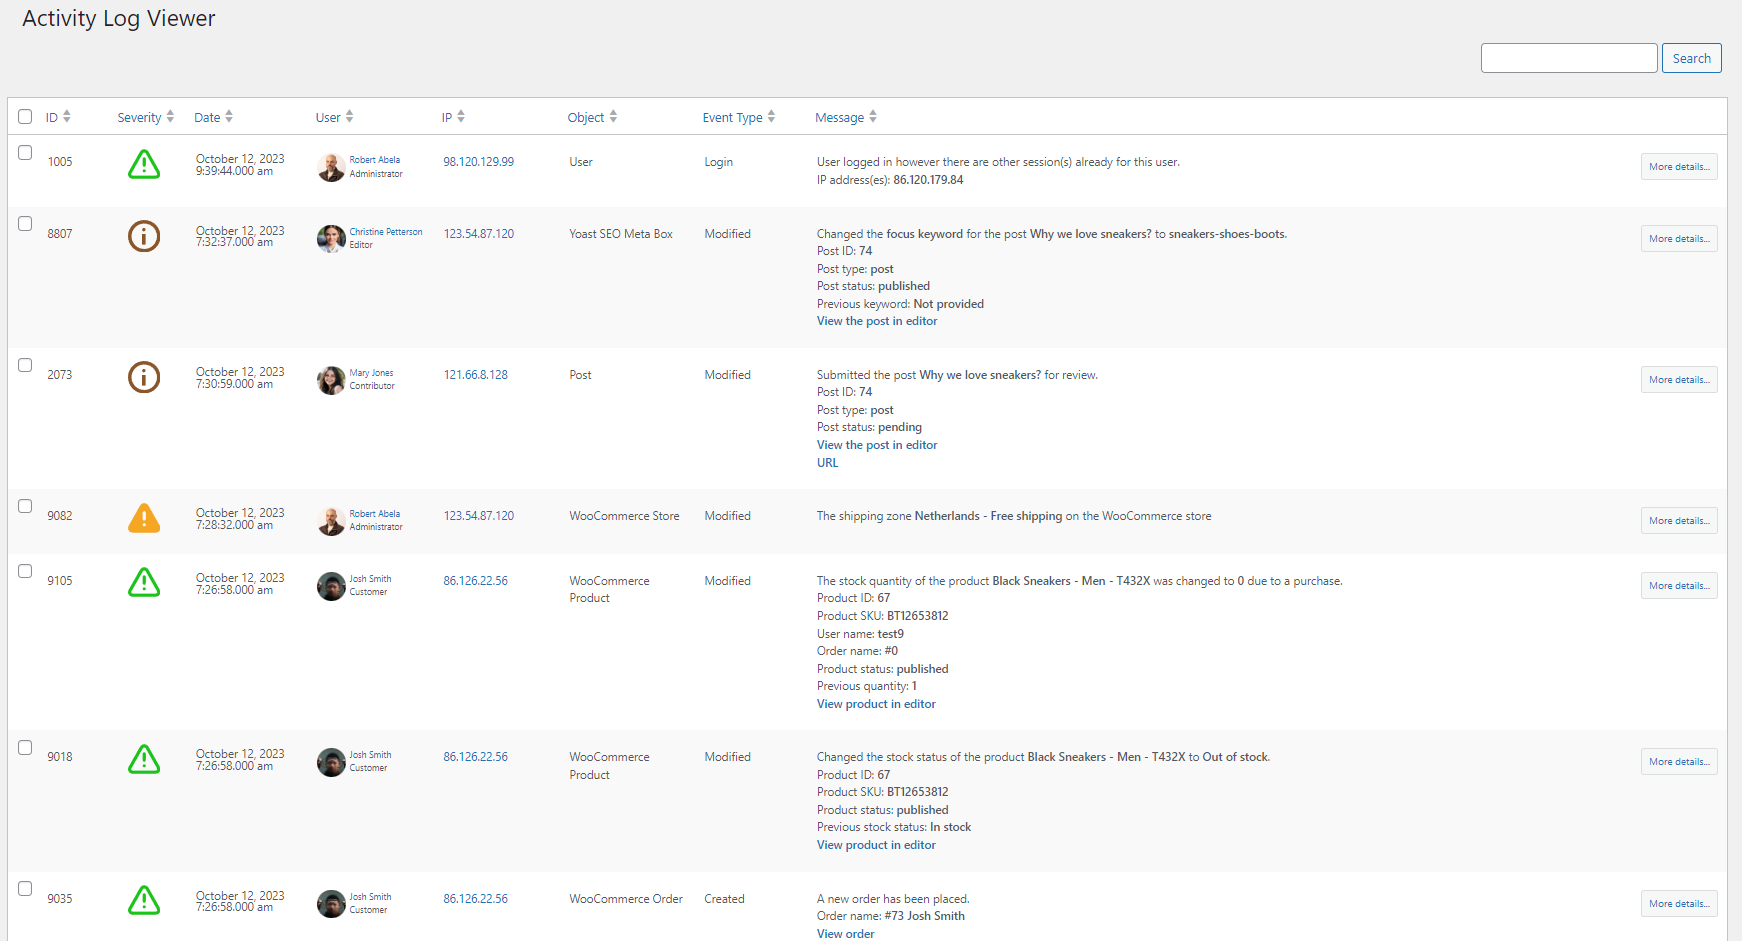 Activity Log Viewer
Search
ID Severity Date User IP Object Event Type Message
1005 October 12, 2023 9:39:44.000 am Robert Abela Administrator 98.120.129.99 User Login User logged in however there are other session(s) already for this user. More details...
IP address(es): 86.120.179.84
8807 October 12, 2023 7:32:37.000 am Christine Petterson Editor 123.54.87.120 Yoast SEO Meta Box Modified Changed the focus keyword for the post Why we love sneakers? to sneakers-shoes-boots. More details...
Post ID: 74
Post type: post
Post status: published
Previous keyword: Not provided
View the post in editor
2073 October 12, 2023 7:30:59.000 am Mary Jones Contributor 121.66.8.128 Post Modified Submitted the post Why we love sneakers? for review. More details...
Post ID: 74
Post type: post
Post status: pending
View the post in editor
URL
9082 October 12, 2023 7:28:32.000 am Robert Abela Administrator 123.54.87.120 WooCommerce Store Modified The shipping zone Netherlands - Free shipping on the WooCommerce store More details...
9105 October 12, 2023 7:26:58.000 am Josh Smith Customer 86.126.22.56 WooCommerce Product Modified The stock quantity of the product Black Sneakers - Men - T432X was changed to 0 due to a purchase. More details...
Product ID: 67
Product SKU: BT12653812
User name: test9
Order name: #0
Product status: published
Previous quantity: 1
View product in editor
9018 October 12, 2023 7:26:58.000 am Josh Smith Customer 86.126.22.56 WooCommerce Product Modified Changed the stock status of the product Black Sneakers - Men - T432X to Out of stock. More details...
Product ID: 67
Product SKU: BT12653812
Product status: published
Previous stock status: In stock
View product in editor
9035 October 12, 2023 7:26:58.000 am Josh Smith Customer 86.126.22.56 WooCommerce Order Created A new order has been placed. More details...
Order name: #73 Josh Smith
View order